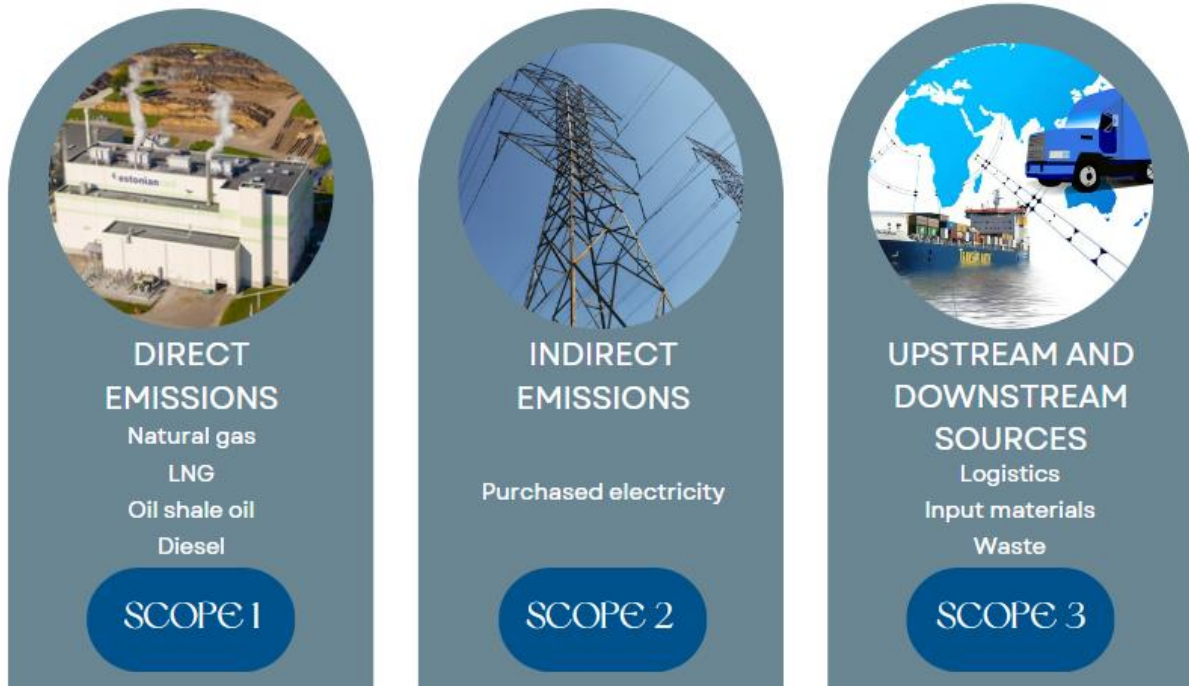 estonian
DIRECT
EMISSIONS
Natural gas
LNG
Oil shale oil
Diesel
SCOPE 1
INDIRECT
EMISSIONS
Purchased electricity
SCOPE 2
UPSTREAM AND
DOWNSTREAM
SOURCES
Logistics
Input materials
Waste
SCOPE 3